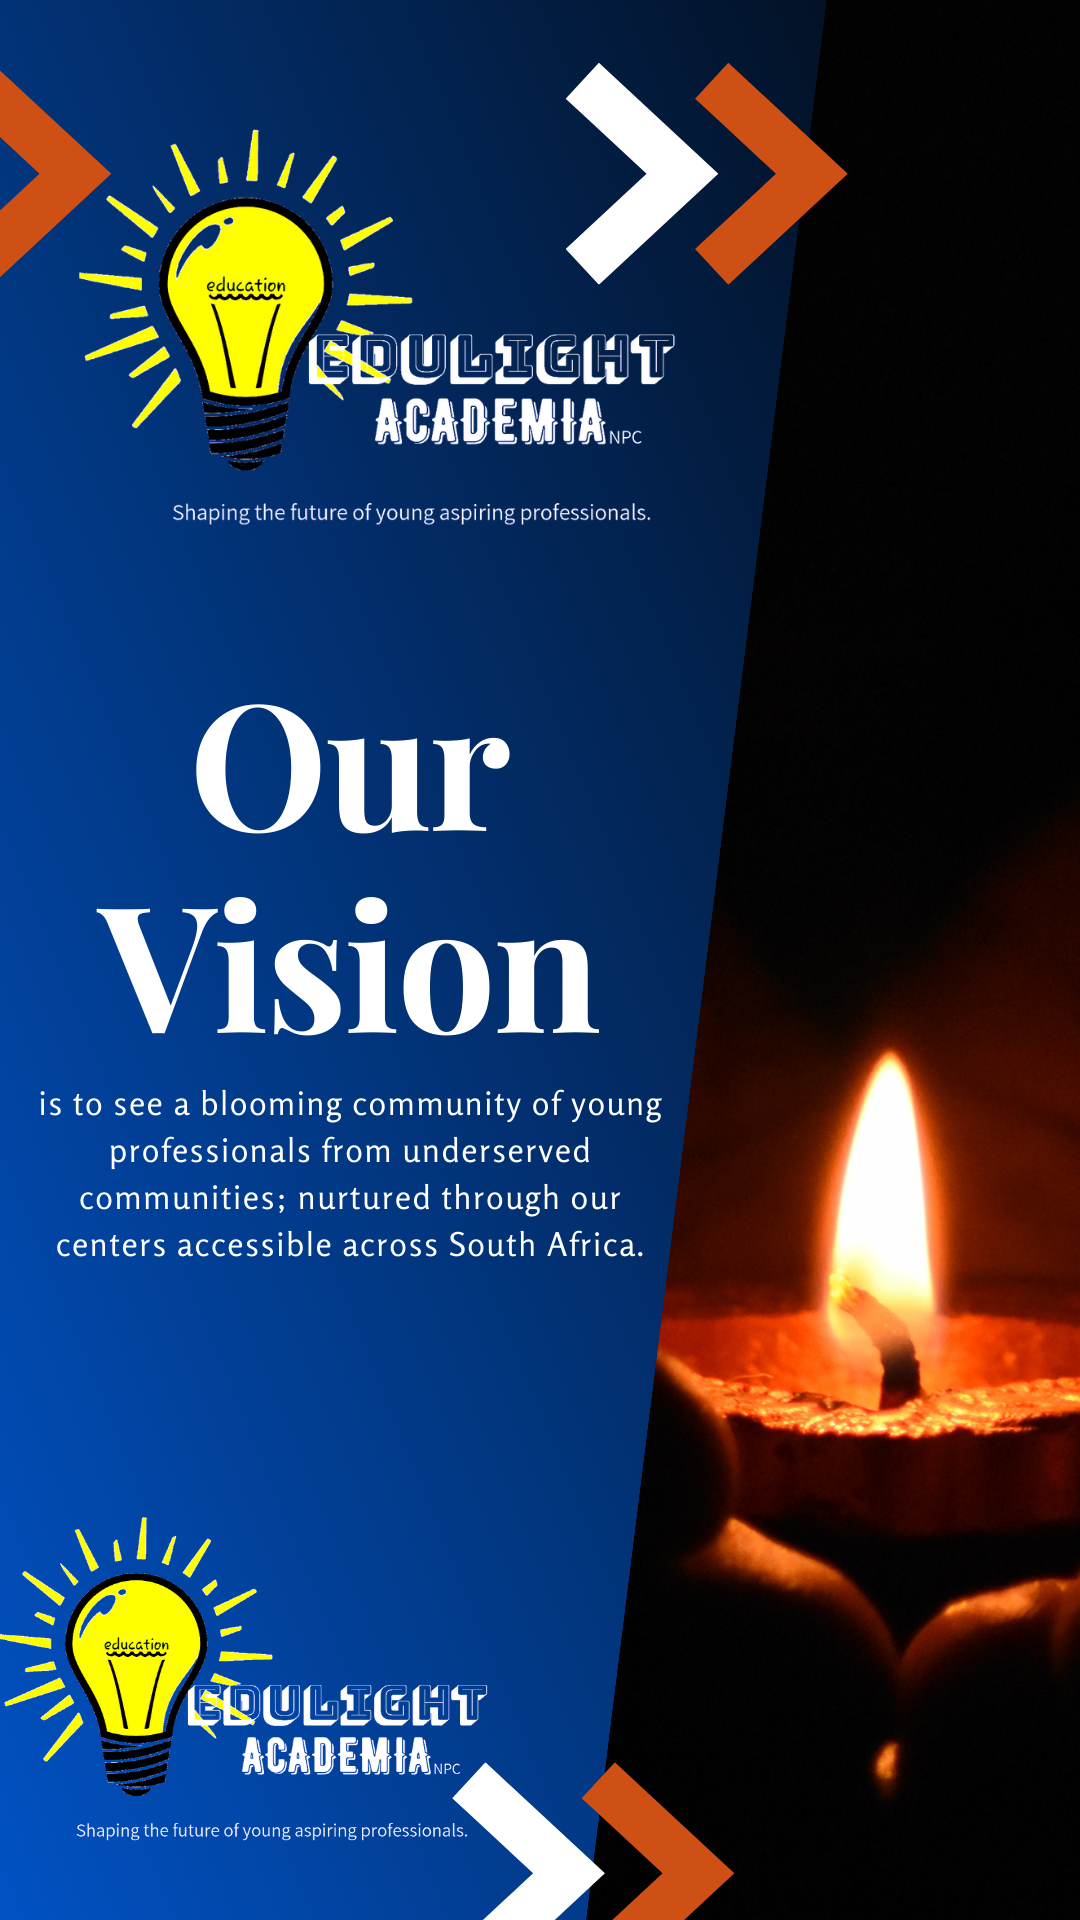 education
EDULIGHT
ACADEMIA NPC
Shaping the future of young aspiring professionals.
Our
Vision
is to see a blooming community of young
professionals from underserved
communities; nurtured through our
centers accessible across South Africa.
education
EDULIGHT
ACADEMIA NPC
Shaping the future of young aspiring professionals.